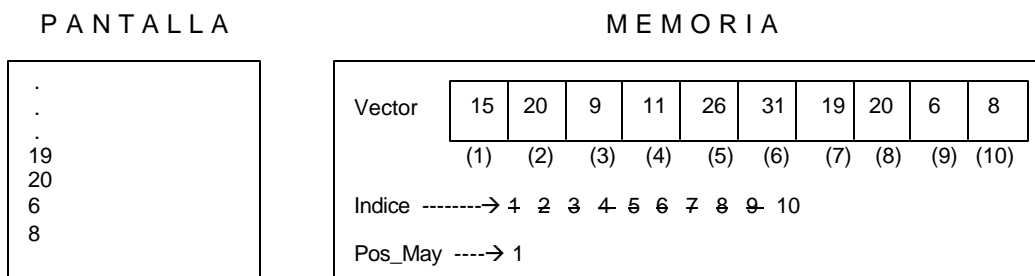 P A N T A L L A
M E M O R I A
.
.
.
19
20
6
8
Vector 15 20 9 11 26 31 19 20 6 8
(1) (2) (3) (4) (5) (6) (7) (8) (9) (10)
Indice --------→ 1 2 3 4 5 6 7 8 9 10
Pos_May ----→ 1